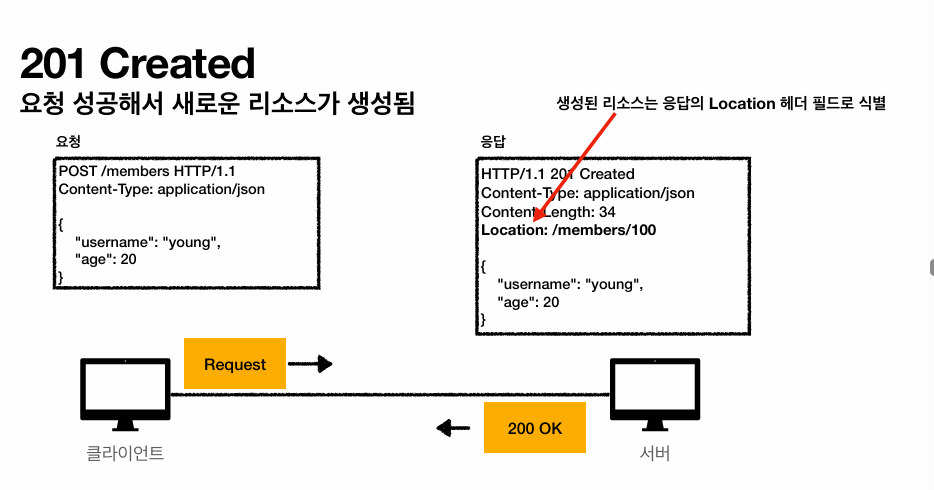 201 Created
요청 성공해서 새로운 리소스가 생성됨
생성된 리소스는 응답의 Location 헤더 필드로 식별
요청
POST /members HTTP/1.1
Content-Type: application/json
{
"username": "young",
"age": 20
}
응답
HTTP/1.1 201 Created
Content-Type: application/json
Content-Length: 34
Location: /members/100
{
"username": "young",
"age": 20
}
Request
200 OK
클라이언트
서버